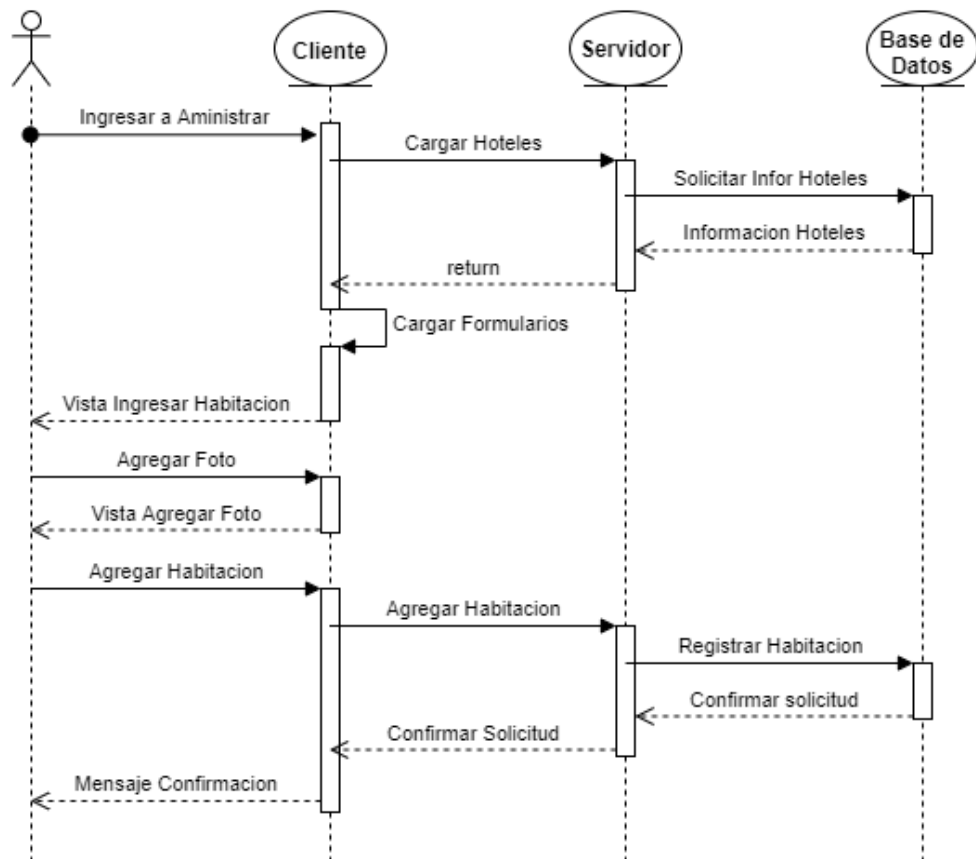 Cliente
Servidor
Base de
Datos
Ingresar a Aministrar
Cargar Hoteles
Solicitar Infor Hoteles
Informacion Hoteles
return
Cargar Formularios
Vista Ingresar Habitacion
Agregar Foto
Vista Agregar Foto
Agregar Habitacion
Agregar Habitacion
Registrar Habitacion
Confirmar solicitud
Confirmar Solicitud
Mensaje Confirmacion